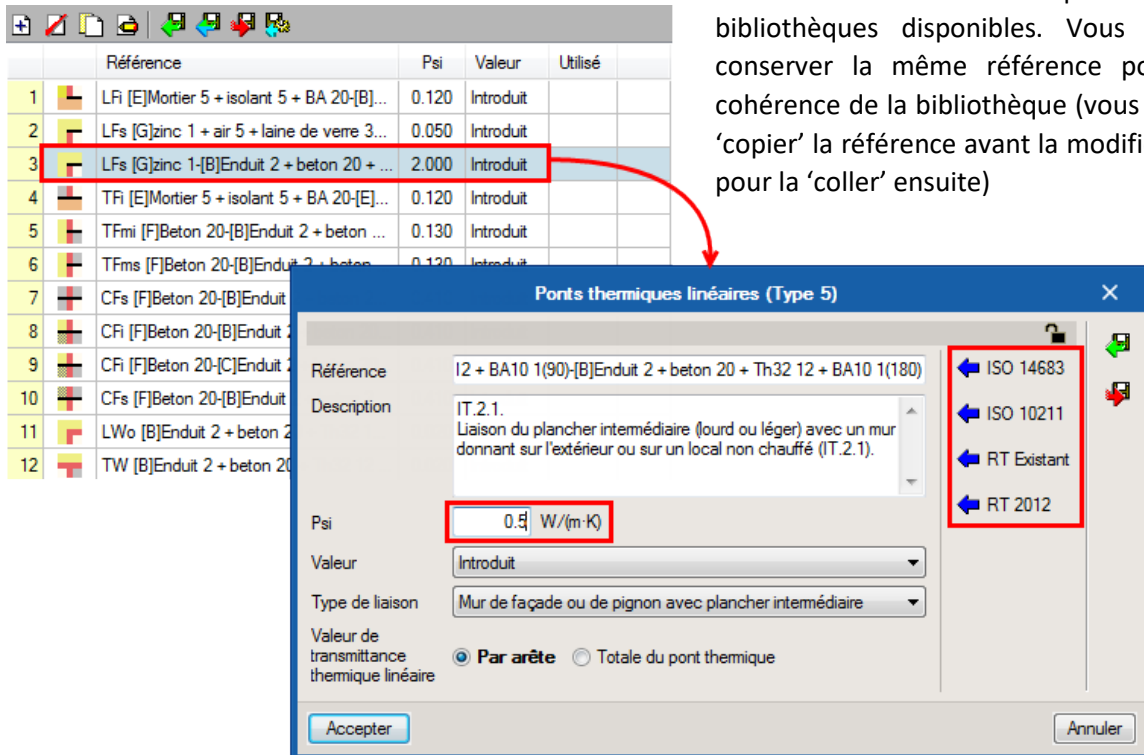 bibliothèques disponibles. Vous
conserver la même référence
cohérence de la bibliothèque (vous
‘copier’ la référence avant la
pour la ‘coller’ ensuite)
Référence Psi Valeur Utilisé
1 LFi [E]Mortier 5 + isolant 5 + BA 20-[B]... 0.120 Introduit
2 LFs [G]zinc 1 + air 5 + laine de verre 3... 0.050 Introduit
3 LFs [G]zinc 1-[B]Enduit 2 + beton 20 + ... 2.000 Introduit
4 TFi [E]Mortier 5 + isolant 5 + BA 20-[E]... 0.120 Introduit
5 TFmi [F]Beton 20-[B]Enduit 2 + beton ... 0.130 Introduit
6 TFms [F]Beton 20-[B]Enduit 2 + beton ... 0.130 Introduit
7 CFs [F]Beton 20-[B]Enduit
8 CFi [F]Beton 20-[B]Enduit
9 CFi [F]Beton 20-[C]Enduit
10 CFs [F]Beton 20-[B]Enduit
11 LWo [B]Enduit 2 + beton
12 TW [B]Enduit 2 + beton
Ponts thermiques linéaires (Type 5)
Référence 12 + BA10 1(90)-[B]Enduit 2 + beton 20 + Th32 12 + BA10 1(180)
Description IT.2.1.
Liaison du plancher intermédiaire (lourd ou léger) avec un mur
donnant sur l'extérieur ou sur un local non chauffé (IT.2.1).
Psi 0.5 W/(m·K)
Valeur Introduit
Type de liaison Mur de façade ou de pignon avec plancher intermédiaire
Valeur de
transmittance
thermique linéaire
Par arête Totale du pont thermique
ISO 14683
ISO 10211
RT Existant
RT 2012
Accepter Annuler